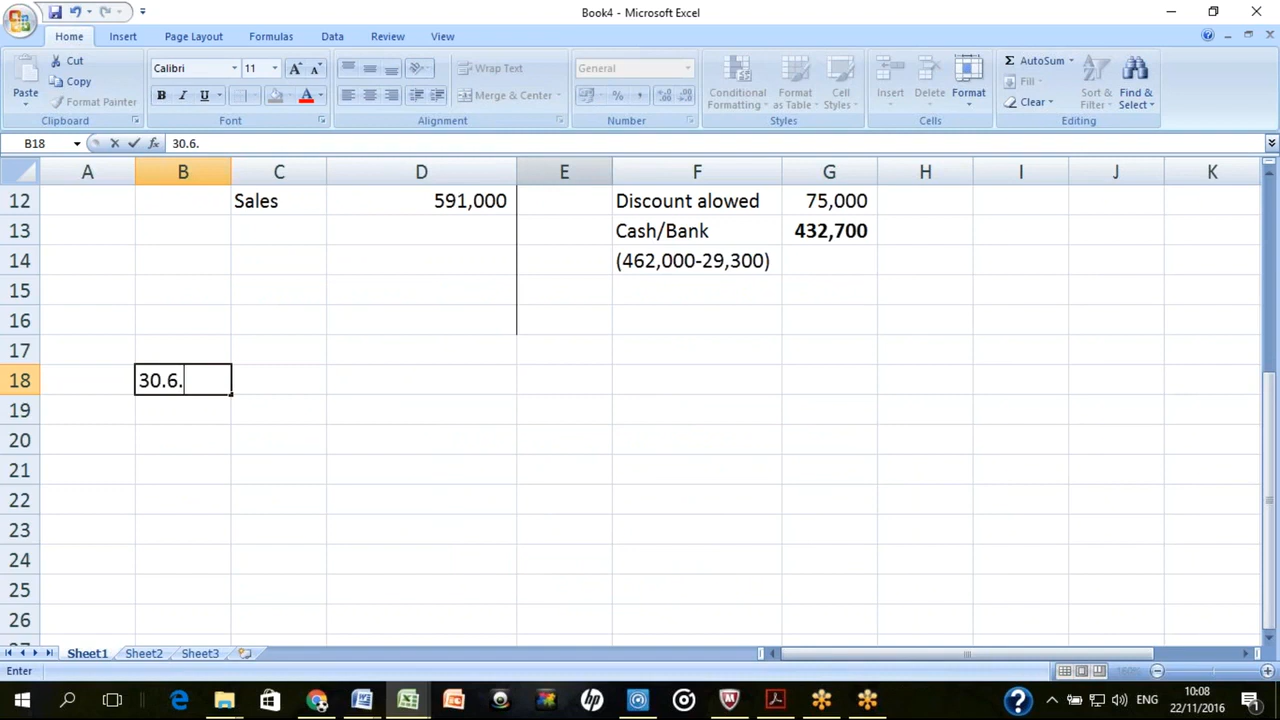 Book4 - Microsoft Excel
Home Insert Page Layout Formulas Data Review View
Paste
Cut
Copy
Format Painter
Clipboard
Calibri 11
B I U
Font
Wrap Text
Merge & Center
Alignment
General
%
Number
Conditional Formatting
Format as Table
Cell Styles
Styles
Insert
Delete
Format
Cells
Σ AutoSum
Fill
Clear
Sort & Filter
Find & Select
Editing
B18 fx 30.6.
A B C D E F G H I J K
12 Sales 591,000 Discount alowed 75,000
13 Cash/Bank 432,700
14 (462,000-29,300)
15
16
17
18 30.6.
19
20
21
22
23
24
25
26
Sheet1 Sheet2 Sheet3
Enter
ENG
10:08
22/11/2016